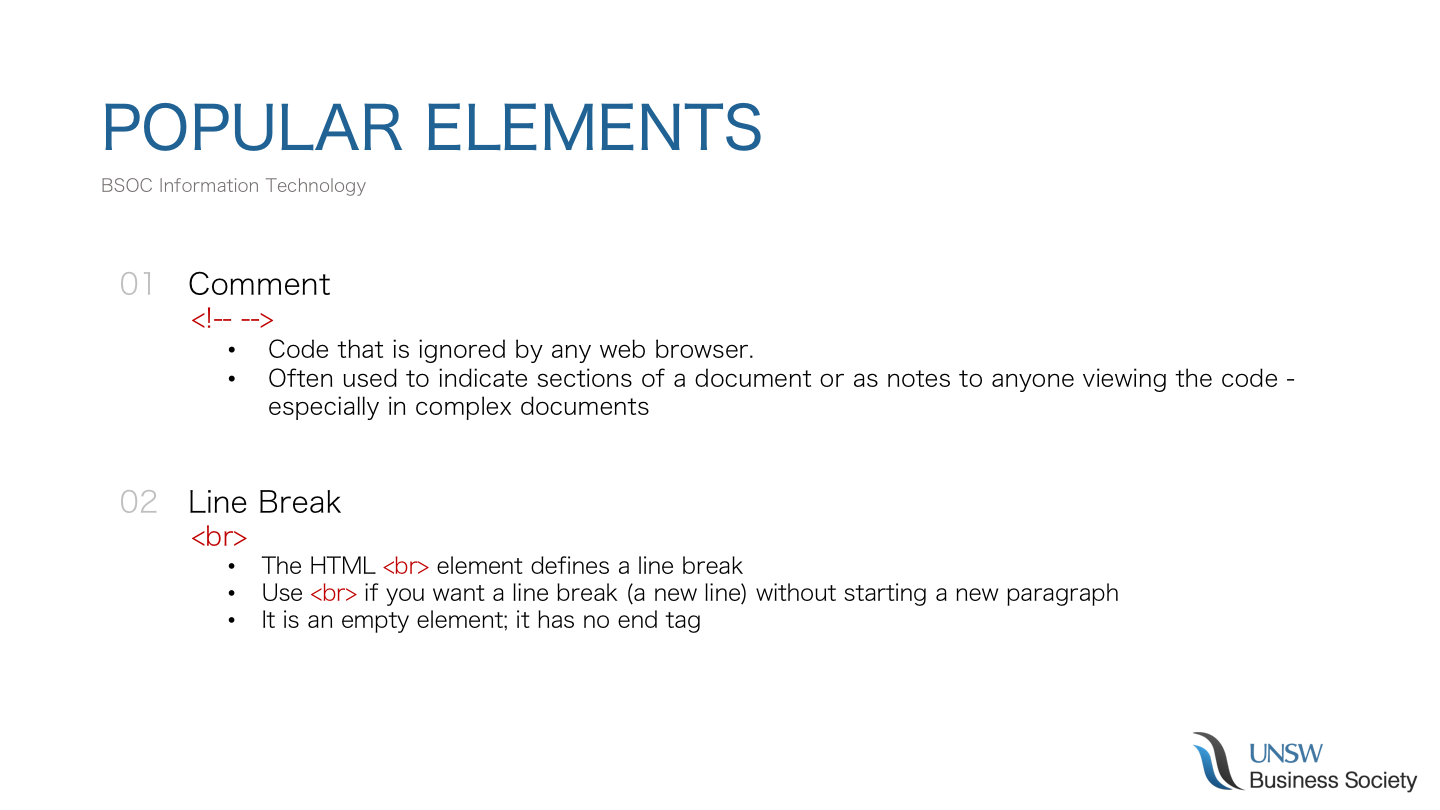 POPULAR ELEMENTS
BSOC Information Technology
01 Comment
<!-- -->
• Code that is ignored by any web browser.
• Often used to indicate sections of a document or as notes to anyone viewing the code -
especially in complex documents
02 Line Break
<br>
• The HTML <br> element defines a line break
• Use <br> if you want a line break (a new line) without starting a new paragraph
• It is an empty element; it has no end tag
UNSW
Business Society